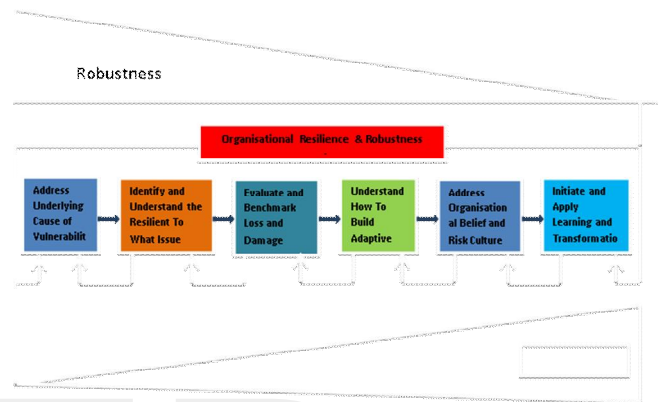 Robustness
Organisational Resilience & Robustness
Address
Underlying
Cause of
Vulnerabilit
Identify and
Understand the
Resilient To
What Issue
Evaluate and
Benchmark
Loss and
Damage
Understand
How To
Build
Adaptive
Address
Organisation
al Belief and
Risk Culture
Initiate and
Apply
Learning and
Transformatio